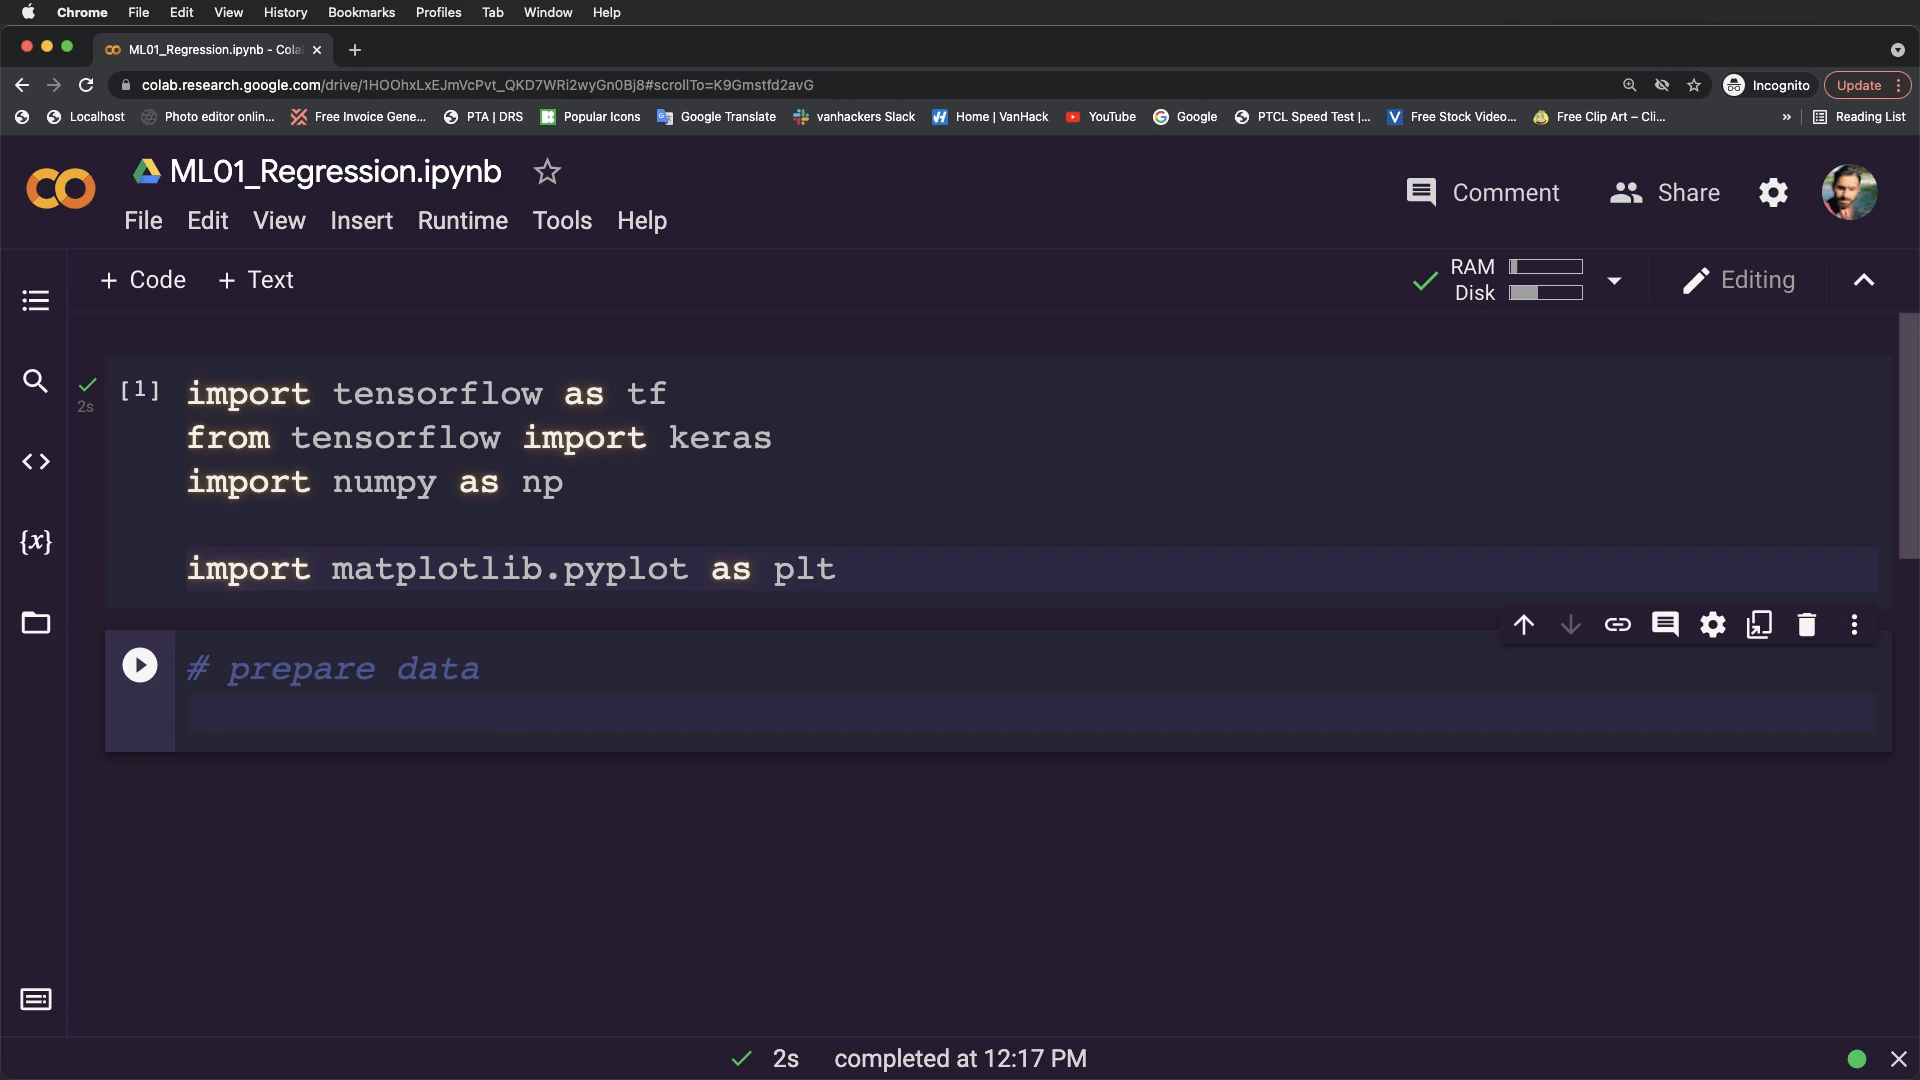 Chrome File Edit View History Bookmarks Profiles Tab Window Help
ML01_Regression.ipynb - Cola
colab.research.google.com/drive/1HOOhxLxEJmVcPvt_QKD7WRi2wyGn0Bj8#scrollTo=K9Gmstfd2avG Incognito Update
Localhost Photo editor onlin... Free Invoice Gene... PTA | DRS Popular Icons Google Translate vanhackers Slack Home | VanHack YouTube Google PTCL Speed Test |... Free Stock Video... Free Clip Art – Cli... » Reading List
ML01_Regression.ipynb
Comment Share
File Edit View Insert Runtime Tools Help
+ Code + Text
RAM
Disk
Editing
[1] import tensorflow as tf
2s
from tensorflow import keras
import numpy as np
import matplotlib.pyplot as plt
# prepare data
2s completed at 12:17 PM